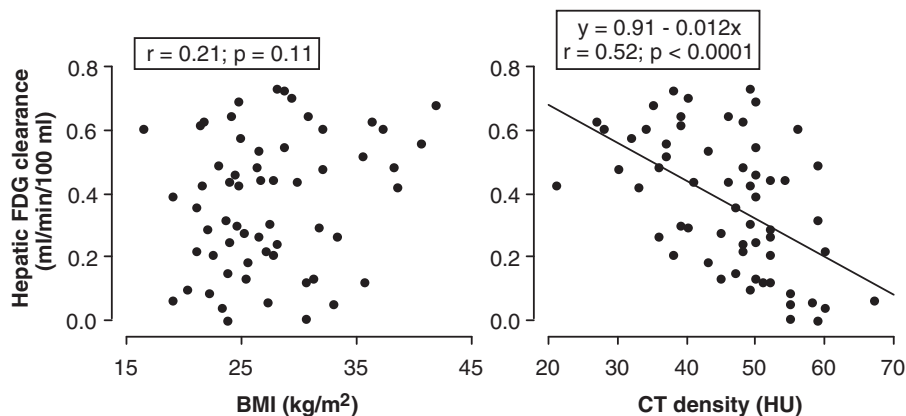 r = 0.21; p = 0.11
y = 0.91 - 0.012x
r = 0.52; p < 0.0001
Hepatic FDG clearance
(ml/min/100 ml)
0.8
0.6
0.4
0.2
0.0
15 25 35 45
BMI (kg/m²)
0.8
0.6
0.4
0.2
0.0
20 30 40 50 60 70
CT density (HU)